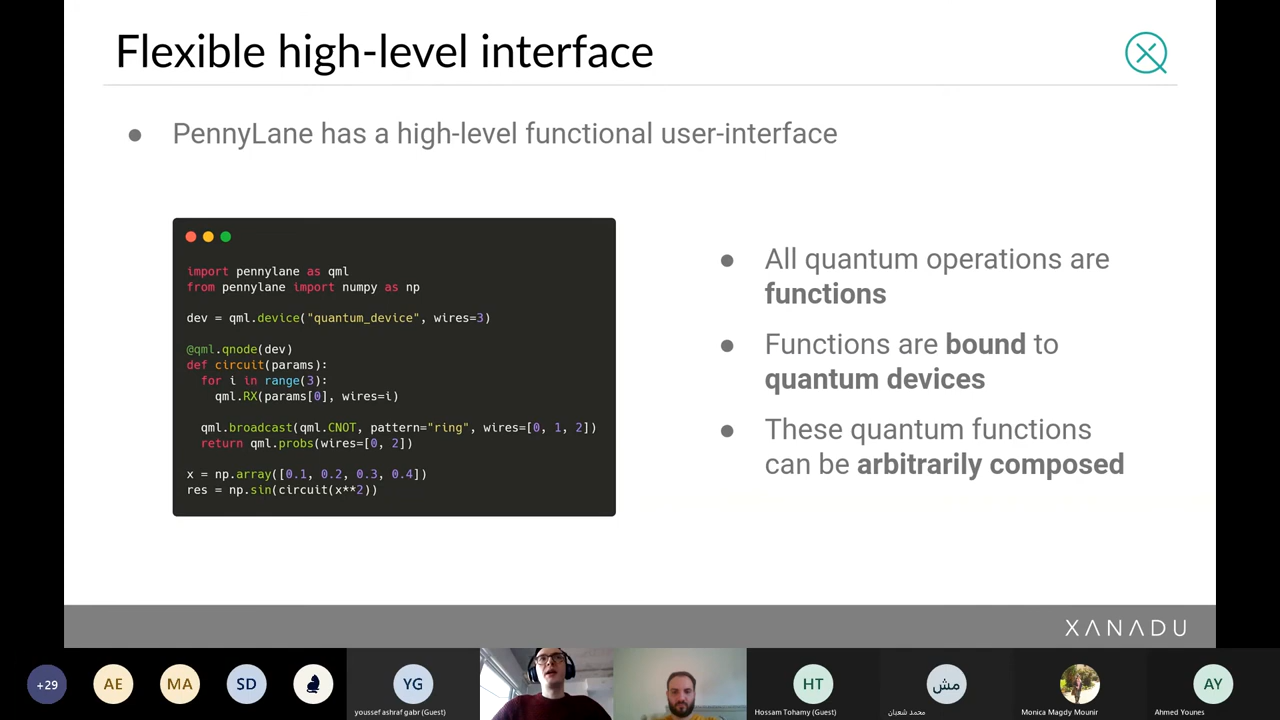 Flexible high-level interface
● PennyLane has a high-level functional user-interface
import pennylane as qml
from pennylane import numpy as np
dev = qml.device("quantum_device", wires=3)
@qml.qnode(dev)
def circuit(params):
for i in range(3):
qml.RX(params[0], wires=i)
qml.broadcast(qml.CNOT, pattern="ring", wires=[0, 1, 2])
return qml.probs(wires=[0, 2])
x = np.array([0.1, 0.2, 0.3, 0.4])
res = np.sin(circuit(x**2))
● All quantum operations are
functions
● Functions are bound to
quantum devices
● These quantum functions
can be arbitrarily composed
XANADU
+29
AE
MA
SD
YG
youssef ashraf gabr (Guest)
HT
Hossam Tohamy (Guest)
مش
محمد شعبان
Monica Magdy Mounir
AY
Ahmed Younes